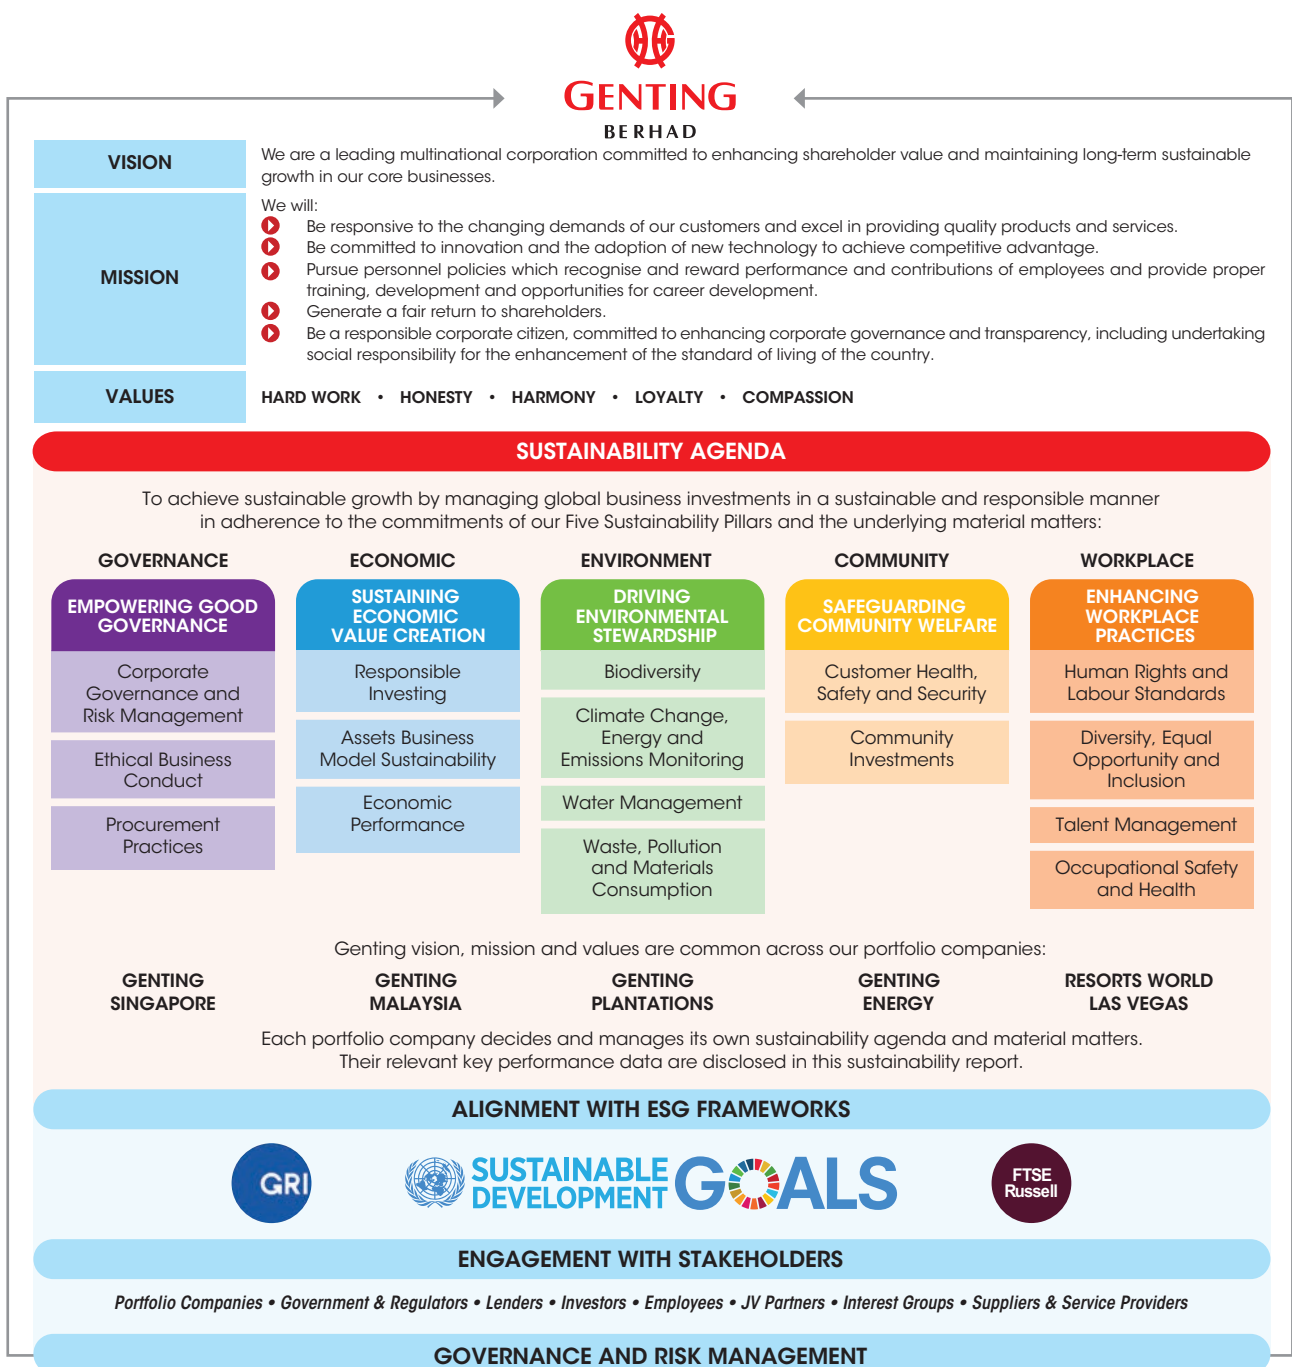 GENTING
BERHAD
VISION
We are a leading multinational corporation committed to enhancing shareholder value and maintaining long-term sustainable
growth in our core businesses.
MISSION
We will:
Be responsive to the changing demands of our customers and excel in providing quality products and services.
Be committed to innovation and the adoption of new technology to achieve competitive advantage.
Pursue personnel policies which recognise and reward performance and contributions of employees and provide proper
training, development and opportunities for career development.
Generate a fair return to shareholders.
Be a responsible corporate citizen, committed to enhancing corporate governance and transparency, including undertaking
social responsibility for the enhancement of the standard of living of the country.
VALUES
HARD WORK • HONESTY • HARMONY • LOYALTY • COMPASSION
SUSTAINABILITY AGENDA
To achieve sustainable growth by managing global business investments in a sustainable and responsible manner
in adherence to the commitments of our Five Sustainability Pillars and the underlying material matters:
GOVERNANCE
EMPOWERING GOOD
GOVERNANCE
Corporate
Governance and
Risk Management
Ethical Business
Conduct
Procurement
Practices
ECONOMIC
SUSTAINING
ECONOMIC
VALUE CREATION
Responsible
Investing
Assets Business
Model Sustainability
Economic
Performance
ENVIRONMENT
DRIVING
ENVIRONMENTAL
STEWARDSHIP
Biodiversity
Climate Change,
Energy and
Emissions Monitoring
Water Management
Waste, Pollution
and Materials
Consumption
COMMUNITY
SAFEGUARDING
COMMUNITY WELFARE
Customer Health,
Safety and Security
Community
Investments
WORKPLACE
ENHANCING
WORKPLACE
PRACTICES
Human Rights and
Labour Standards
Diversity, Equal
Opportunity and
Inclusion
Talent Management
Occupational Safety
and Health
Genting vision, mission and values are common across our portfolio companies:
GENTING
SINGAPORE
GENTING
MALAYSIA
GENTING
PLANTATIONS
GENTING
ENERGY
RESORTS WORLD
LAS VEGAS
Each portfolio company decides and manages its own sustainability agenda and material matters.
Their relevant key performance data are disclosed in this sustainability report.
ALIGNMENT WITH ESG FRAMEWORKS
GRI
SUSTAINABLE
DEVELOPMENT
GOALS
FTSE
Russell
ENGAGEMENT WITH STAKEHOLDERS
Portfolio Companies • Government & Regulators • Lenders • Investors • Employees • JV Partners • Interest Groups • Suppliers & Service Providers
GOVERNANCE AND RISK MANAGEMENT